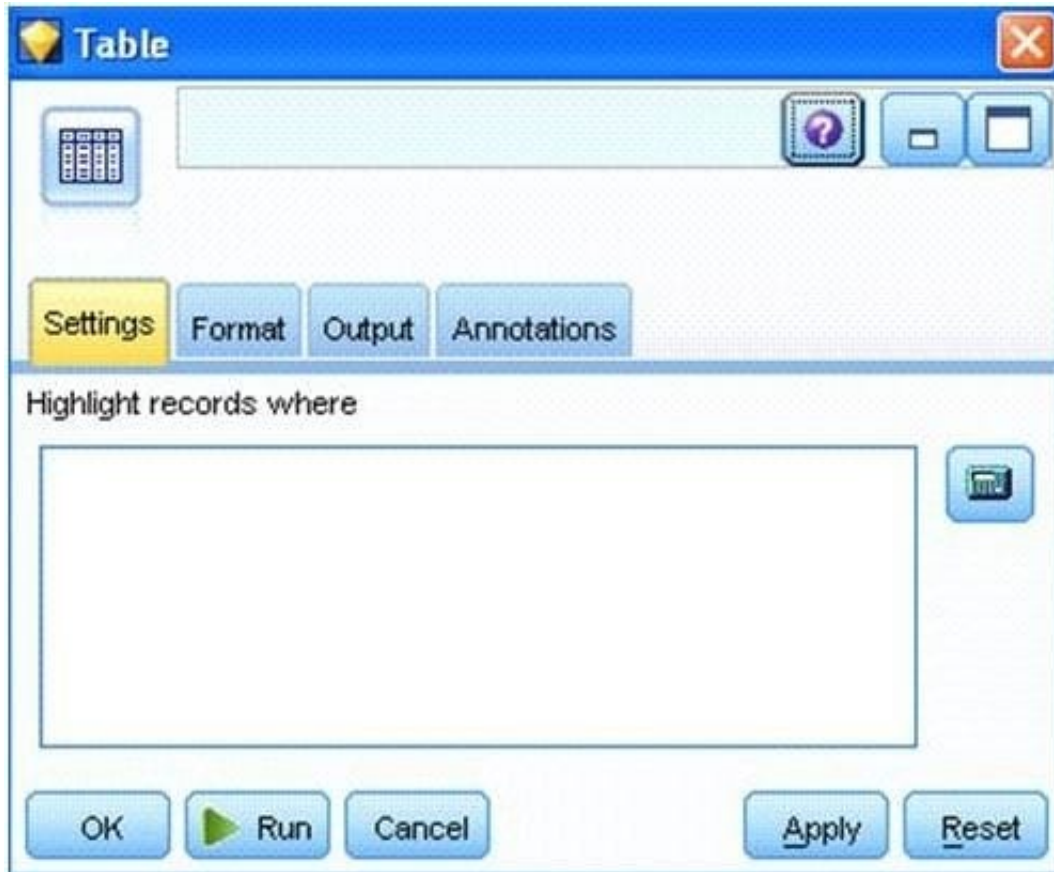 Table
?
Settings Format Output Annotations
Highlight records where
OK Run Cancel Apply Reset